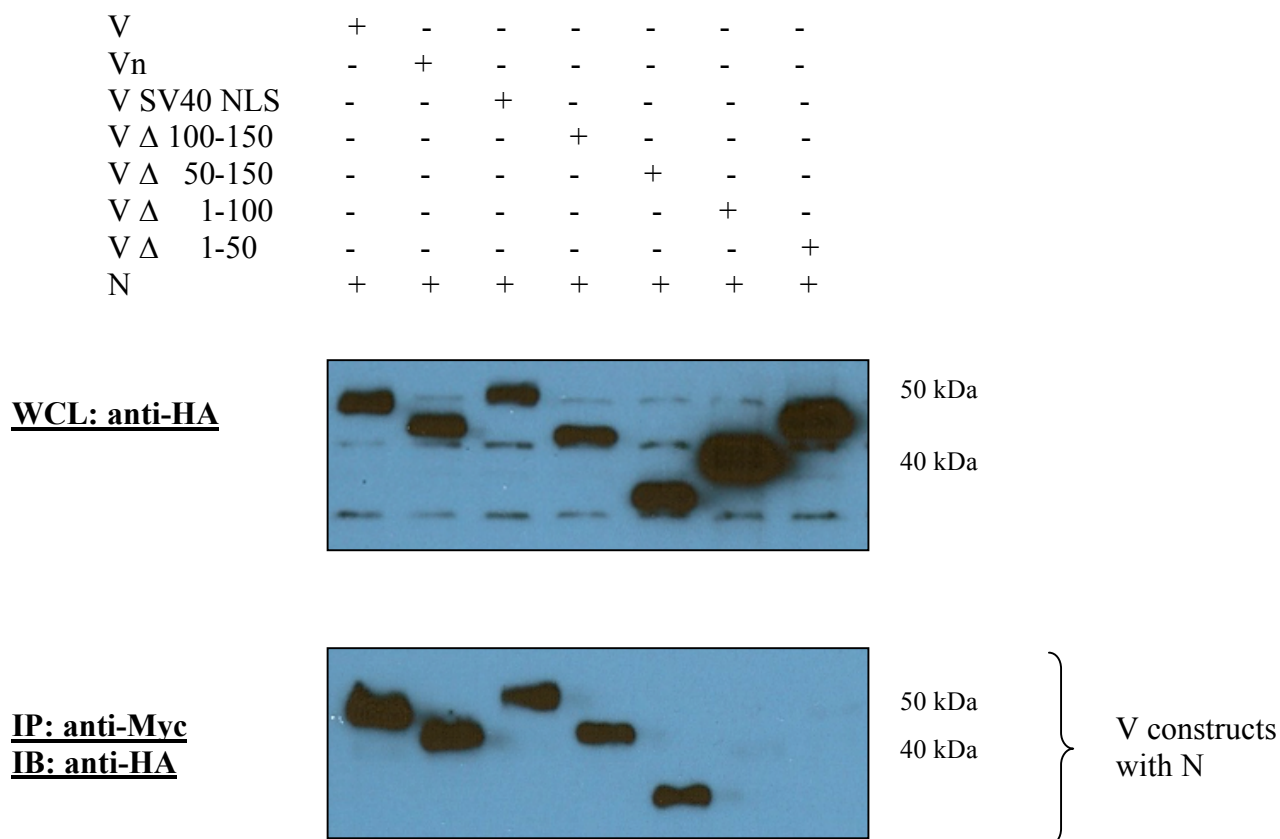 V + - - - - - -
Vn - + - - - - -
V SV40 NLS - - + - - - -
V Δ 100-150 - - - + - - -
V Δ 50-150 - - - - + - -
V Δ 1-100 - - - - - + -
V Δ 1-50 - - - - - - +
N + + + + + + +
50 kDa
WCL: anti-HA
40 kDa
50 kDa
IP: anti-Myc
40 kDa
IB: anti-HA
V constructs
with N